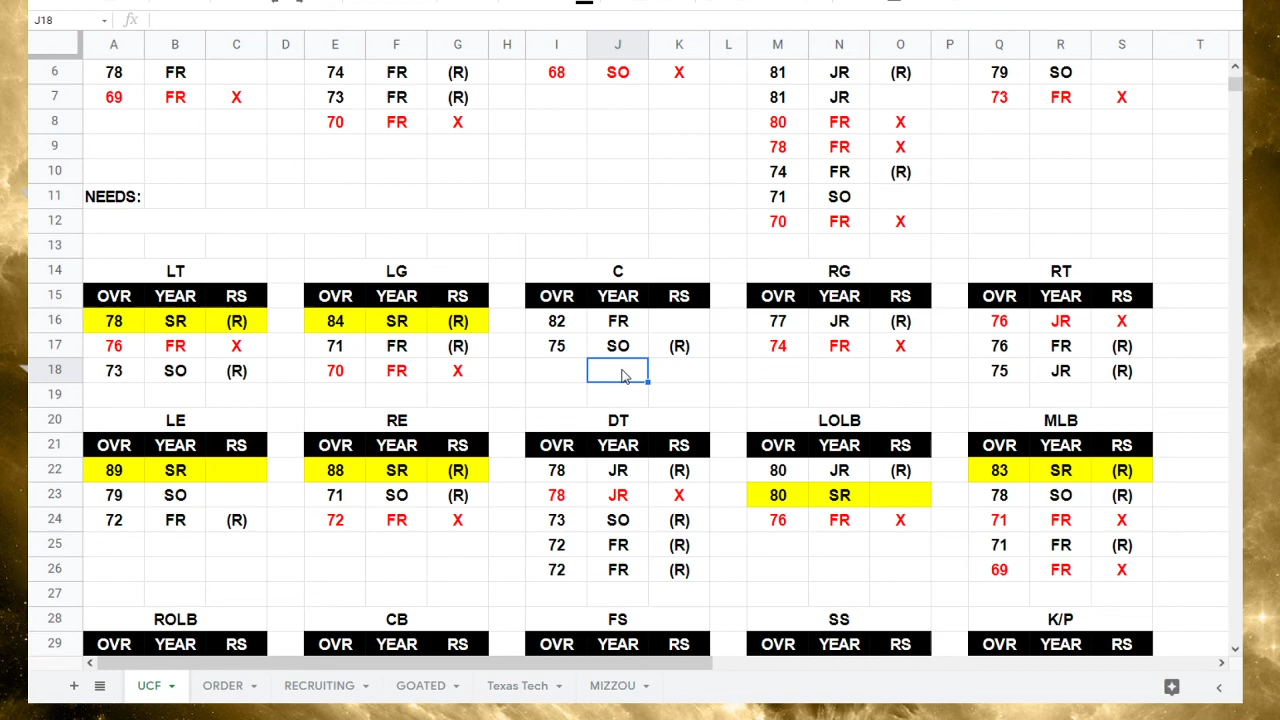 J18 fx
A B C D E F G H I J K L M N O P Q R S T
6 78 FR 74 FR (R) 68 SO X 81 JR (R) 79 SO
7 69 FR X 73 FR (R) 81 JR 73 FR X
8 70 FR X 80 FR X
9 78 FR X
10 74 FR (R)
11 NEEDS: 71 SO
12 70 FR X
13
14 LT LG C RG RT
15 OVR YEAR RS OVR YEAR RS OVR YEAR RS OVR YEAR RS OVR YEAR RS
16 78 SR (R) 84 SR (R) 82 FR 77 JR (R) 76 JR X
17 76 FR X 71 FR 75 SO (R) 74 FR X 76 FR (R)
18 73 SO (R) 70 FR X 75 JR (R)
19
20 LE RE DT LOLB MLB
21 OVR YEAR RS OVR YEAR RS OVR YEAR RS OVR YEAR RS OVR YEAR RS
22 89 SR 88 SR (R) 78 JR (R) 80 JR (R) 83 SR (R)
23 79 SO 71 SO (R) 78 JR X 80 SR 78 SO (R)
24 72 FR (R) 72 FR X 73 SO (R) 76 FR X 71 FR X
25 72 FR (R) 71 FR (R)
26 72 FR (R) 69 FR X
27
28 ROLB CB FS SS K/P
29 OVR YEAR RS OVR YEAR RS OVR YEAR RS OVR YEAR RS OVR YEAR RS
UCF ORDER RECRUITING GOATED Texas Tech MIZZOU